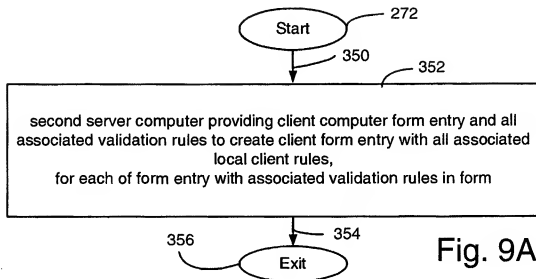 Start
272
350
352
second server computer providing client computer form entry and all
associated validation rules to create client form entry with all associated
local client rules,
for each of form entry with associated validation rules in form
354
356
Exit
Fig. 9A